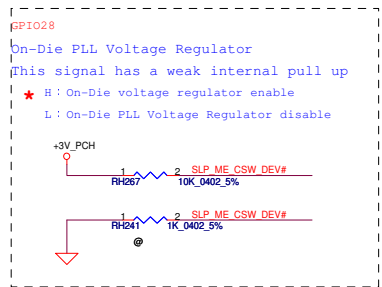 GPIO28
On-Die PLL Voltage Regulator
This signal has a weak internal pull up
* H：On-Die voltage regulator enable
L：On-Die PLL Voltage Regulator disable
+3V_PCH
1 2 SLP_ME_CSW_DEV#
RH267 10K_0402_5%
1 2 SLP_ME_CSW_DEV#
RH241 1K_0402_5%
@